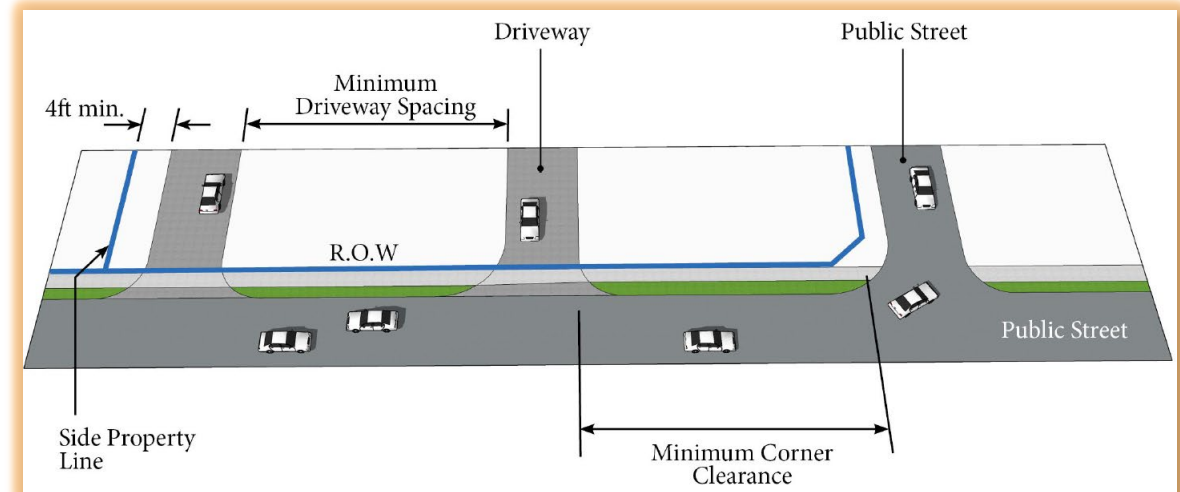 Driveway
Public Street
Minimum
Driveway Spacing
4ft min.
R.O.W
Public Street
Side Property
Line
Minimum Corner
Clearance